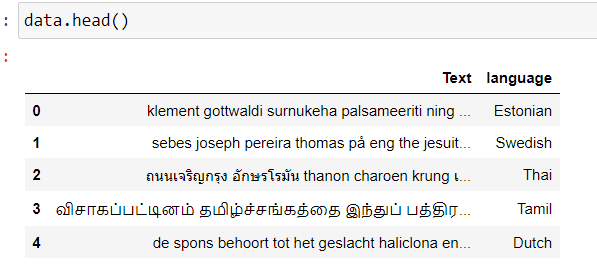 : data.head()
:
Text language
0 klement gottwaldi surnukeha palsameeriti ning ... Estonian
1 sebes joseph pereira thomas på eng the jesuit... Swedish
2 ถนนเจริญกรุง อักษรโรมัน thanon charoen krung เ... Thai
3 விசாகப்பட்டினம் தமிழ்ச்சங்கத்தை இந்துப் பத்திர... Tamil
4 de spons behoort tot het geslacht haliclona en... Dutch